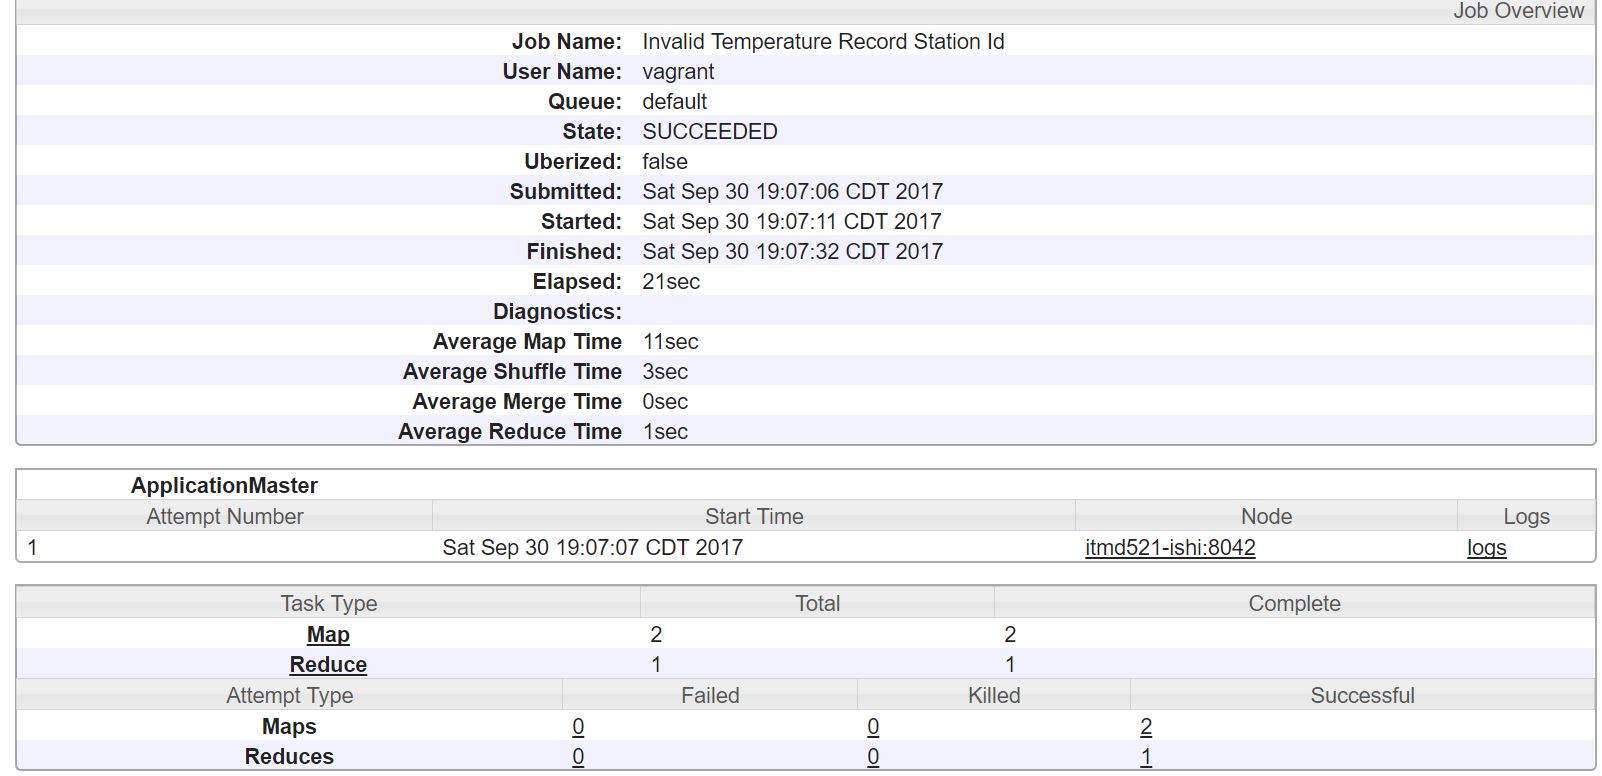 Job Overview
Job Name: Invalid Temperature Record Station Id
User Name: vagrant
Queue: default
State: SUCCEEDED
Uberized: false
Submitted: Sat Sep 30 19:07:06 CDT 2017
Started: Sat Sep 30 19:07:11 CDT 2017
Finished: Sat Sep 30 19:07:32 CDT 2017
Elapsed: 21sec
Diagnostics:
Average Map Time 11sec
Average Shuffle Time 3sec
Average Merge Time 0sec
Average Reduce Time 1sec
ApplicationMaster
Attempt Number Start Time Node Logs
1 Sat Sep 30 19:07:07 CDT 2017 itmd521-ishi:8042 logs
Task Type Total Complete
Map 2 2
Reduce 1 1
Attempt Type Failed Killed Successful
Maps 0 0 2
Reduces 0 0 1